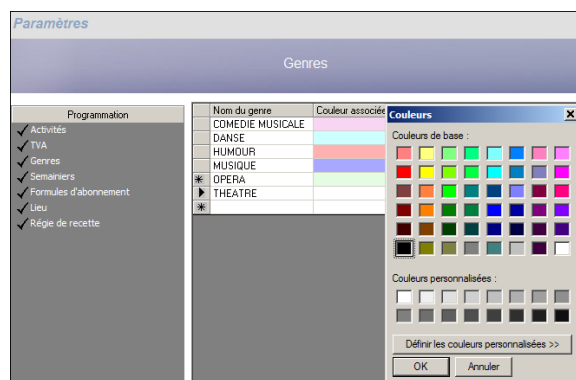 Paramètres
Genres
Programmation
Activités
TVA
Genres
Semainiers
Formules d'abonnement
Lieu
Régie de recette
Nom du genre Couleur associée
COMEDIE MUSICALE
DANSE
HUMOUR
MUSIQUE
OPERA
THEATRE
Couleurs
Couleurs de base :
Couleurs personnalisées :
Définir les couleurs personnalisées >>
OK Annuler